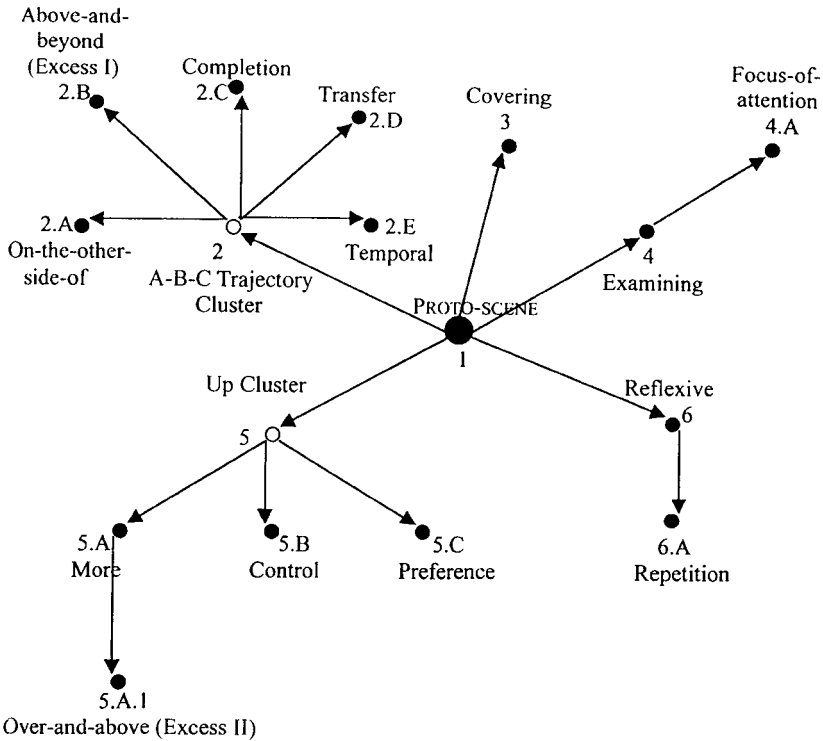 Above-and-
beyond
(Excess I)
2.B
Completion
2.C
Transfer
2.D
Covering
3
Focus-of-
attention
4.A
2.A
On-the-other-
side-of
2
A-B-C Trajectory
Cluster
2.E
Temporal
4
Examining
PROTO-SCENE
1
Up Cluster
5
Reflexive
6
5.A
More
5.B
Control
5.C
Preference
6.A
Repetition
5.A.1
Over-and-above (Excess II)